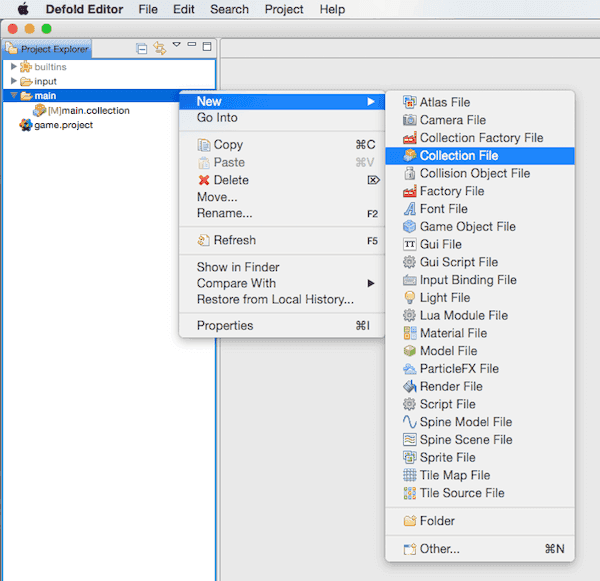 Defold Editor File Edit Search Project Help
Project Explorer
builtins
input
main
[M]main.collection
game.project
New
Go Into
Copy ⌘C
Paste ⌘V
Delete ⌦
Move...
Rename... F2
Refresh F5
Show in Finder
Compare With
Restore from Local History...
Properties ⌘I
Atlas File
Camera File
Collection Factory File
Collection File
Collision Object File
Factory File
Font File
Game Object File
Gui File
Gui Script File
Input Binding File
Light File
Lua Module File
Material File
Model File
ParticleFX File
Render File
Script File
Spine Model File
Spine Scene File
Sprite File
Tile Map File
Tile Source File
Folder
Other... ⌘N